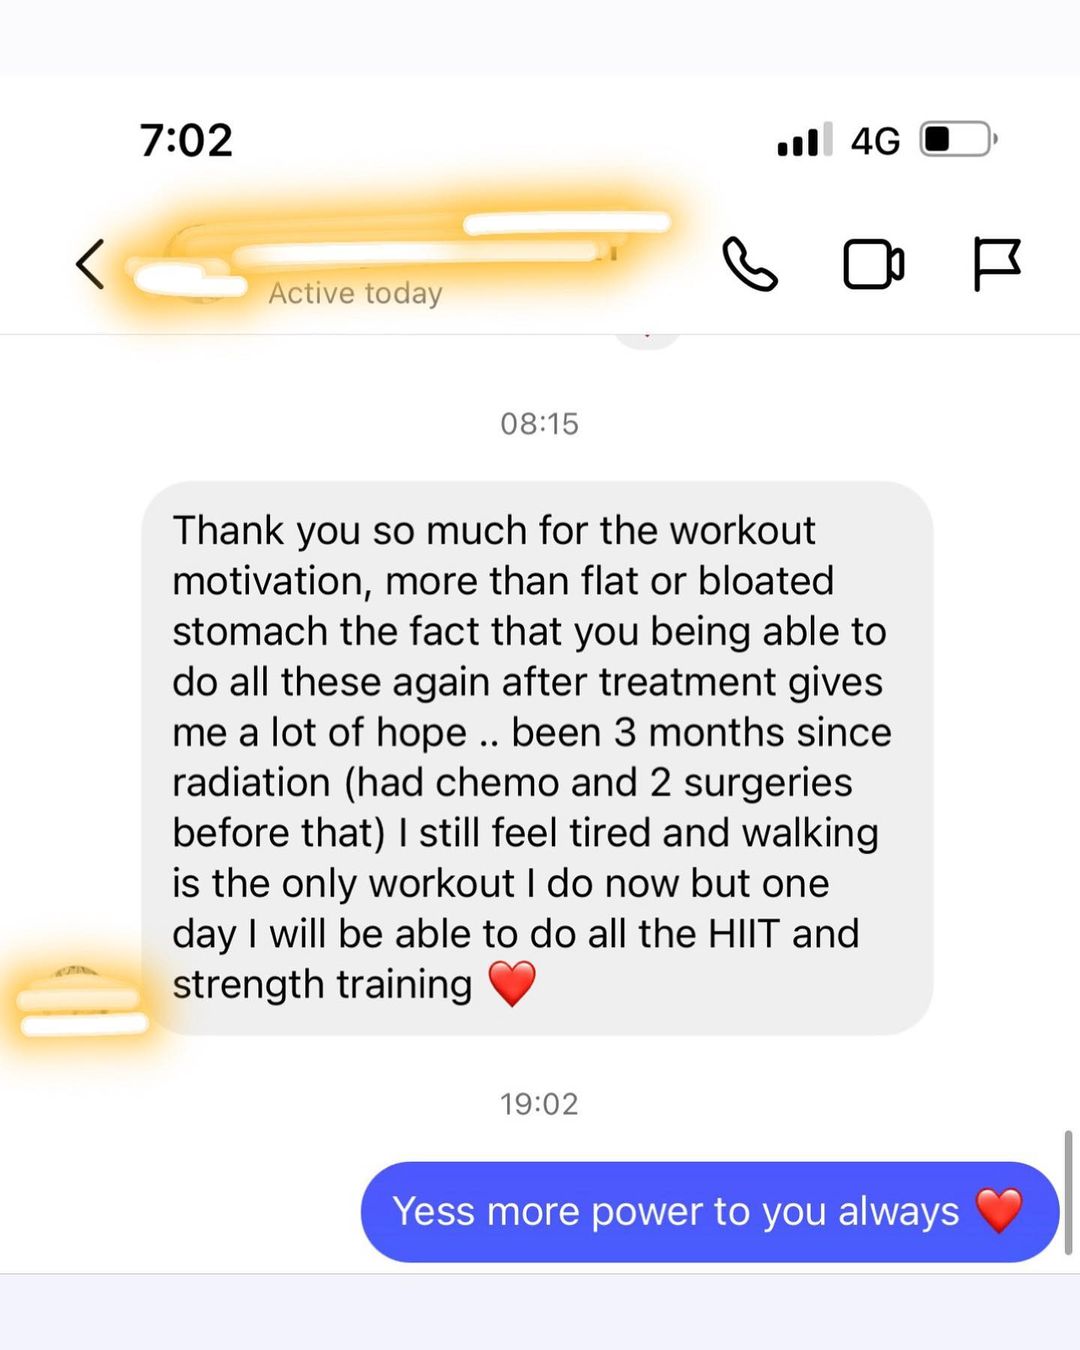 7:02
4G
Active today
08:15
Thank you so much for the workout
motivation, more than flat or bloated
stomach the fact that you being able to
do all these again after treatment gives
me a lot of hope .. been 3 months since
radiation (had chemo and 2 surgeries
before that) I still feel tired and walking
is the only workout I do now but one
day I will be able to do all the HIIT and
strength training ❤️
19:02
Yess more power to you always ❤️